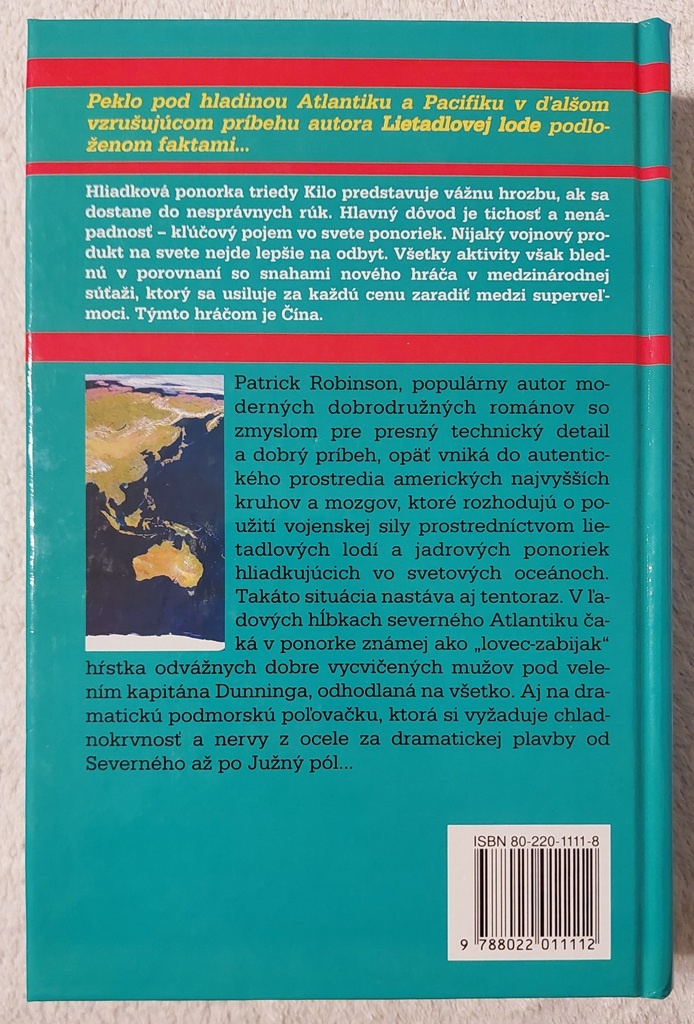 Peklo pod hladinou Atlantiku a Pacifiku v ďalšom
vzrušujúcom príbehu autora Lietadlovej lode podlo-
ženom faktami...
Hliadková ponorka triedy Kilo predstavuje vážnu hrozbu, ak sa
dostane do nesprávnych rúk. Hlavný dôvod je tichosť a nená-
padnosť – kľúčový pojem vo svete ponoriek. Nijaký vojnový pro-
dukt na svete nejde lepšie na odbyt. Všetky aktivity však bled-
nú v porovnaní so snahami nového hráča v medzinárodnej
súťaži, ktorý sa usiluje za každú cenu zaradiť medzi superveľ-
moci. Týmto hráčom je Čína.
Patrick Robinson, populárny autor mo-
derných dobrodružných románov so
zmyslom pre presný technický detail
a dobrý príbeh, opäť vniká do autentic-
kého prostredia amerických najvyšších
kruhov a mozgov, ktoré rozhodujú o po-
užití vojenskej sily prostredníctvom lie-
tadlových lodí a jadrových ponoriek
hliadkujúcich vo svetových oceánoch.
Takáto situácia nastáva aj tentoraz. V ľa-
dových hĺbkach severného Atlantiku ča-
ká v ponorke známej ako „lovec-zabijak“
hŕstka odvážnych dobre vycvičených mužov pod vele-
ním kapitána Dunninga, odhodlaná na všetko. Aj na dra-
matickú podmorskú poľovačku, ktorá si vyžaduje chlad-
nokrvnosť a nervy z ocele za dramatickej plavby od
Severného až po Južný pól...
ISBN 80-220-1111-8
9 788022 011112